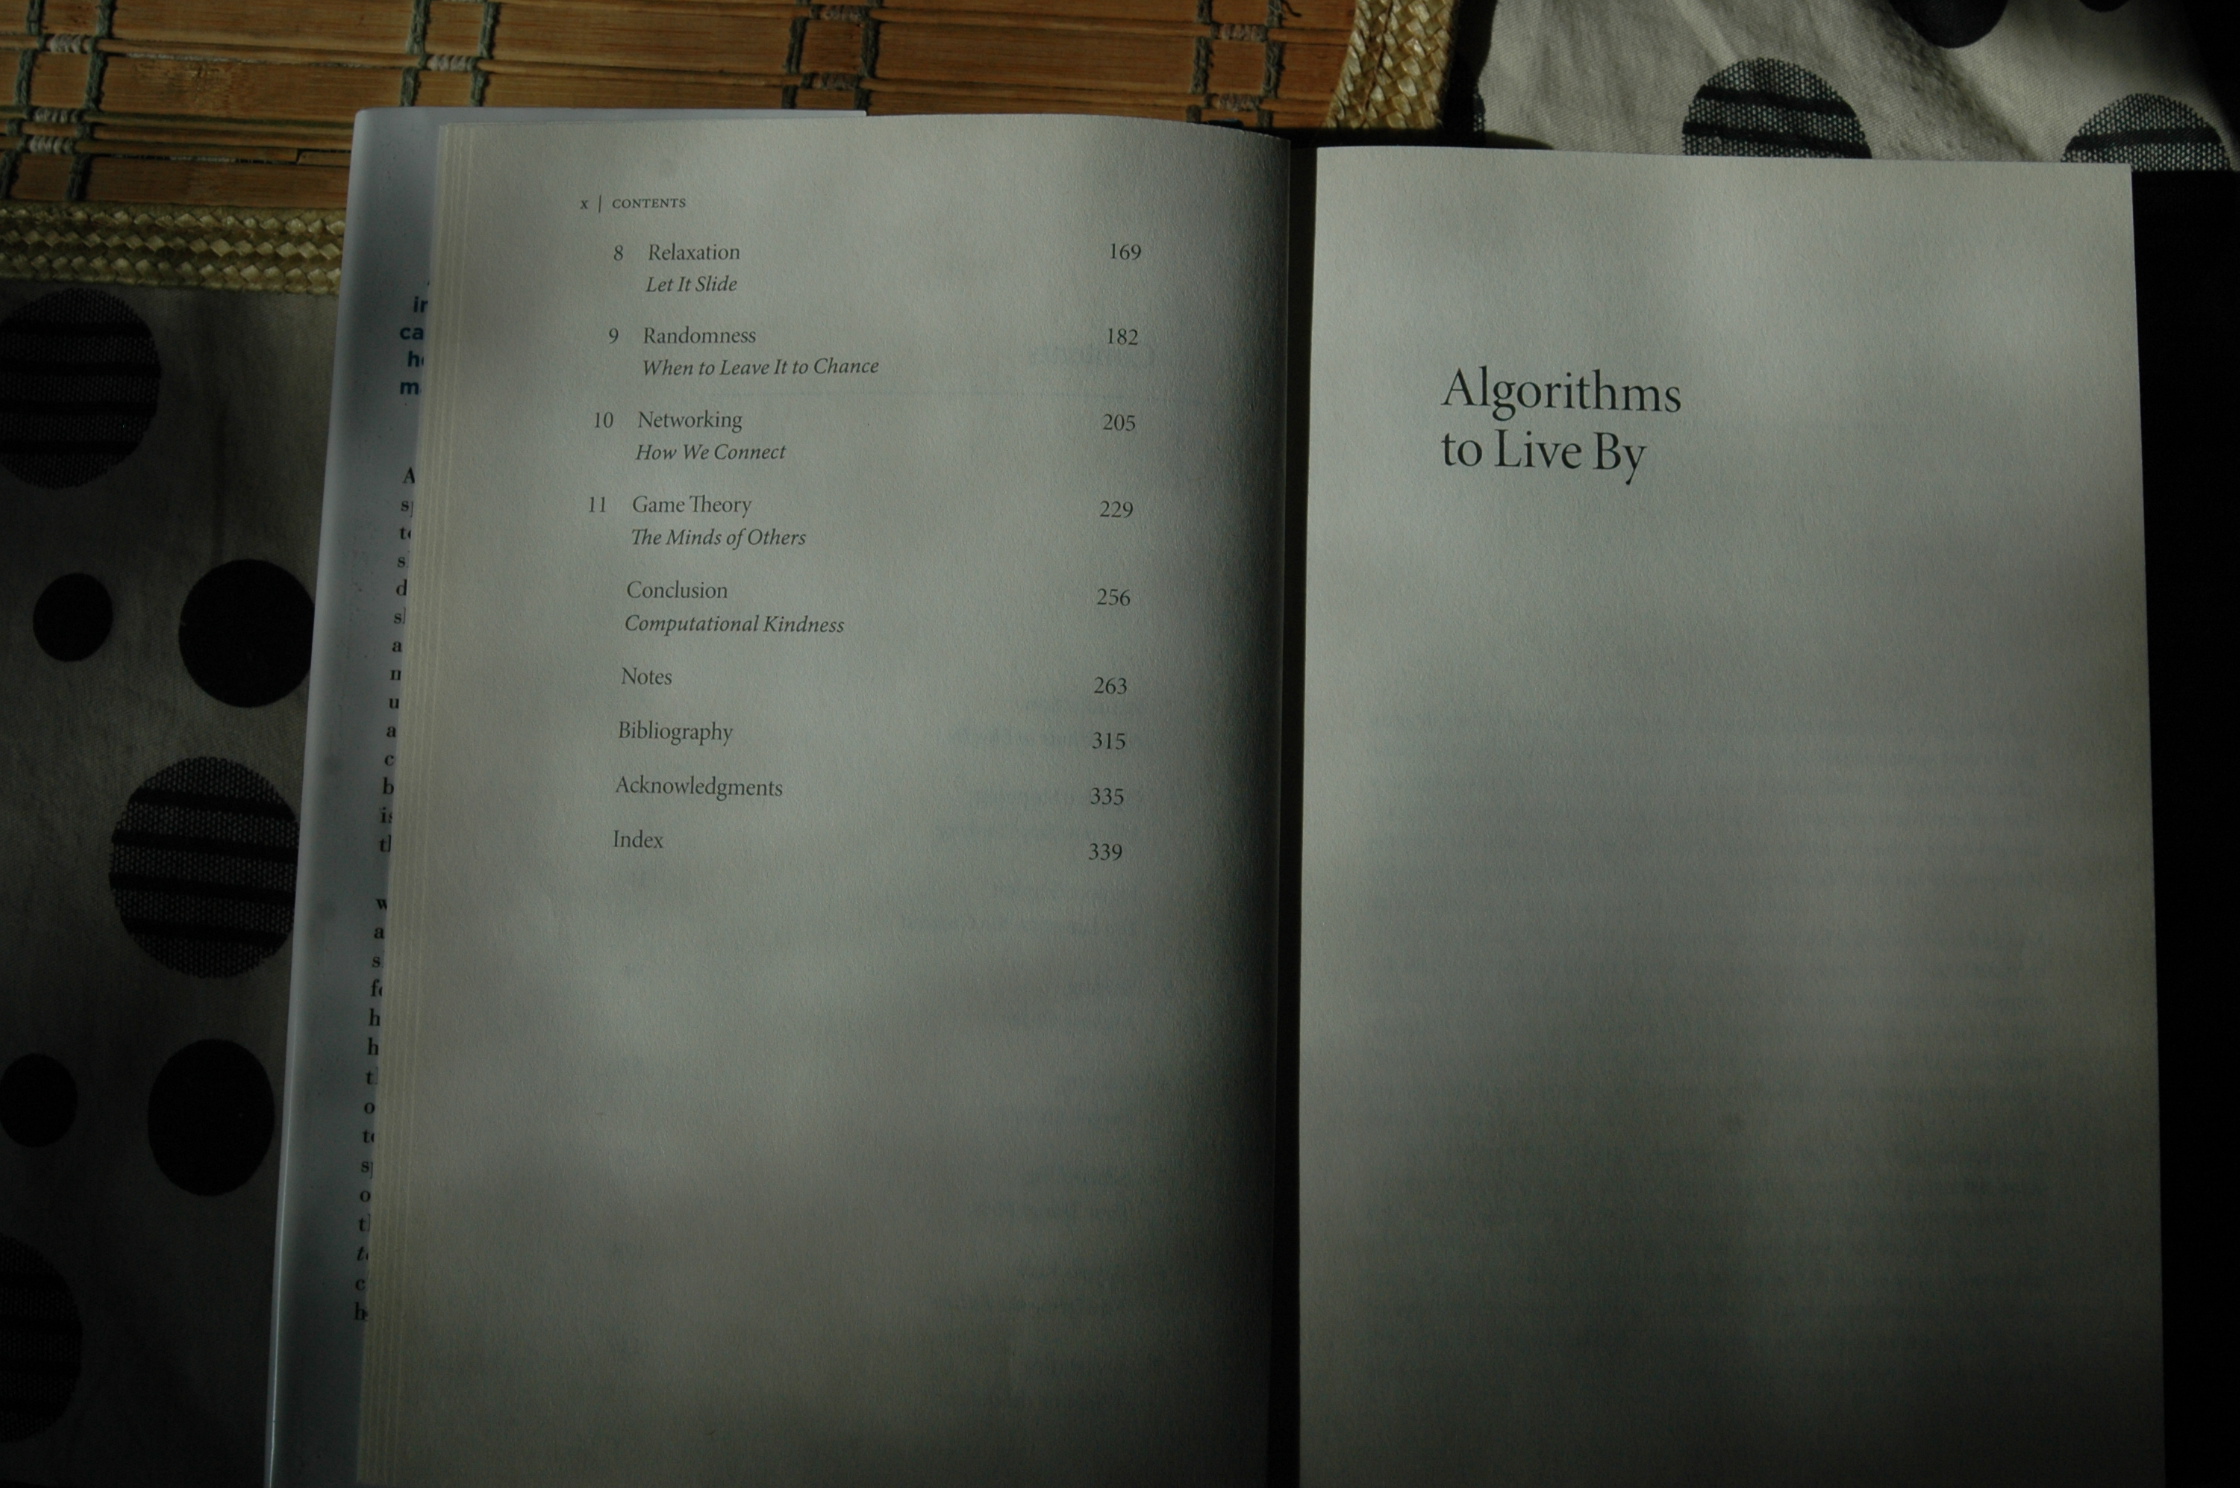 x | CONTENTS
8 Relaxation 169
Let It Slide
9 Randomness 182
When to Leave It to Chance
10 Networking 205
How We Connect
11 Game Theory 229
The Minds of Others
Conclusion 256
Computational Kindness
Notes 263
Bibliography 315
Acknowledgments 335
Index 339
Algorithms
to Live By